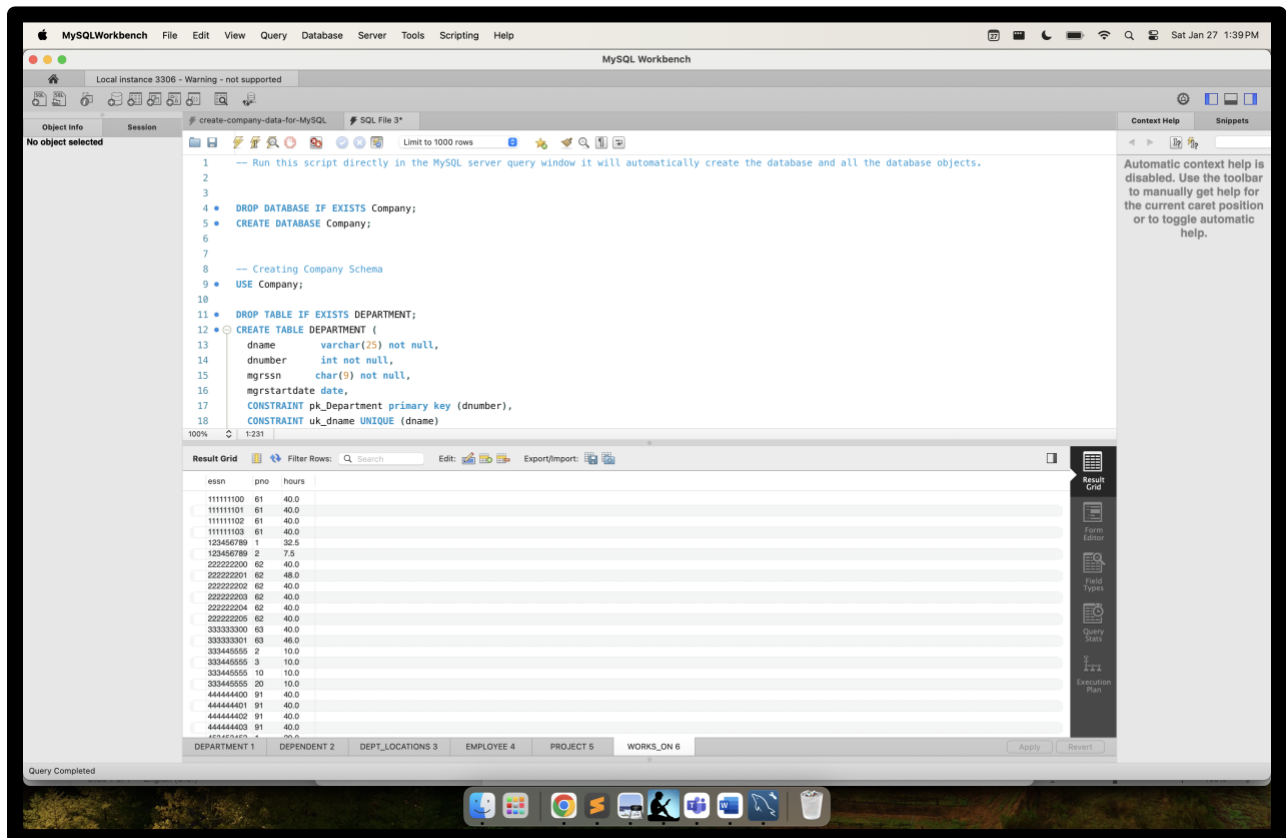 MySQLWorkbench File Edit View Query Database Server Tools Scripting Help
27
Sat Jan 27 1:39 PM
MySQL Workbench
Local instance 3306 - Warning - not supported
Object Info Session
No object selected
create-company-data-for-MySQL SQL File 3*
Context Help Snippets
Limit to 1000 rows
Automatic context help is
disabled. Use the toolbar
to manually get help for
the current caret position
or to toggle automatic
help.
1 -- Run this script directly in the MySQL server query window it will automatically create the database and all the database objects.
2
3
4 DROP DATABASE IF EXISTS Company;
5 CREATE DATABASE Company;
6
7
8 -- Creating Company Schema
9 USE Company;
10
11 DROP TABLE IF EXISTS DEPARTMENT;
12 CREATE TABLE DEPARTMENT (
13 dname varchar(25) not null,
14 dnumber int not null,
15 mgrssn char(9) not null,
16 mgrstartdate date,
17 CONSTRAINT pk_Department primary key (dnumber),
18 CONSTRAINT uk_dname UNIQUE (dname)
100% 1:231
Result Grid Filter Rows: Search Edit: Export/Import:
essn pno hours
111111100 61 40.0
111111101 61 40.0
111111102 61 40.0
111111103 61 40.0
123456789 1 32.5
123456789 2 7.5
222222200 62 40.0
222222201 62 48.0
222222202 62 40.0
222222203 62 40.0
222222204 62 40.0
222222205 62 40.0
333333300 63 40.0
333333301 63 46.0
333445555 2 10.0
333445555 3 10.0
333445555 10 10.0
333445555 20 10.0
444444400 91 40.0
444444401 91 40.0
444444402 91 40.0
444444403 91 40.0
Result
Grid
Form
Editor
Field
Types
Query
Stats
Execution
Plan
DEPARTMENT 1 DEPENDENT 2 DEPT_LOCATIONS 3 EMPLOYEE 4 PROJECT 5 WORKS_ON 6
Apply Revert
Query Completed